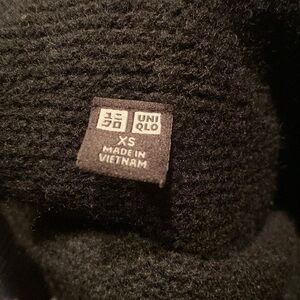 ユニ UNI
クロ QLO
XS
MADE IN
VIETNAM